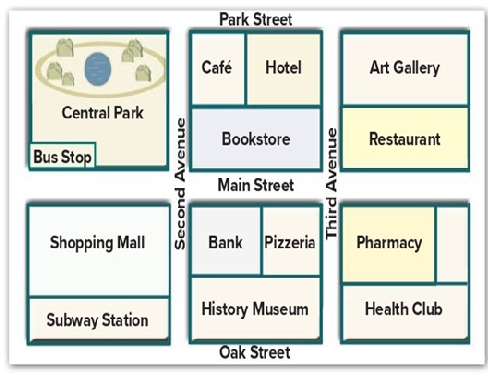 Park Street
Café
Hotel
Art Gallery
Central Park
Bookstore
Restaurant
Bus Stop
Second Avenue
Main Street
Third Avenue
Shopping Mall
Bank
Pizzeria
Pharmacy
Subway Station
History Museum
Health Club
Oak Street